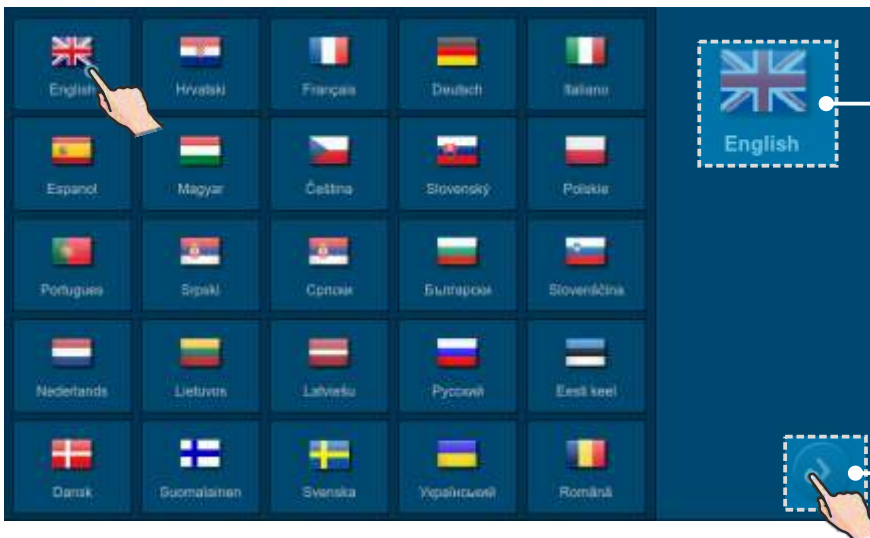 English
Hrvatski
Français
Deutsch
Italiano
English
Espanol
Magyar
Čeština
Slovenský
Polskie
Portugues
Srpski
Српски
Български
Slovenščina
Nederlands
Lietuvos
Latviešu
Русский
Eesti keel
Dansk
Suomalainen
Svenska
Український
Română